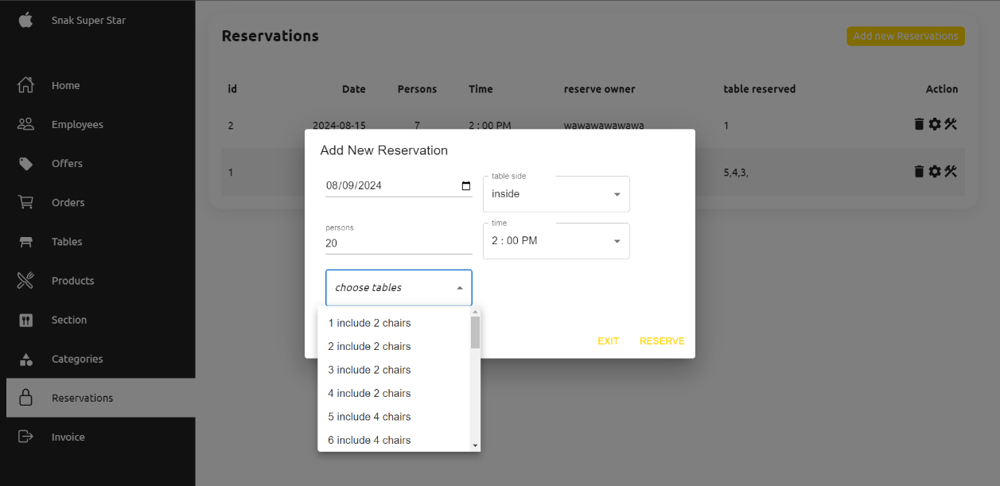 Snak Super Star
Home
Employees
Offers
Orders
Tables
Products
Section
Categories
Reservations
Invoice
Reservations
Add new Reservations
id Date Persons Time reserve owner table reserved Action
2 2024-08-15 7 2 : 00 PM wawawawawawa 1
1 5,4,3,
Add New Reservation
08/09/2024
table side
inside
persons
20
time
2 : 00 PM
choose tables
1 include 2 chairs
2 include 2 chairs
3 include 2 chairs
4 include 2 chairs
5 include 4 chairs
6 include 4 chairs
EXIT RESERVE